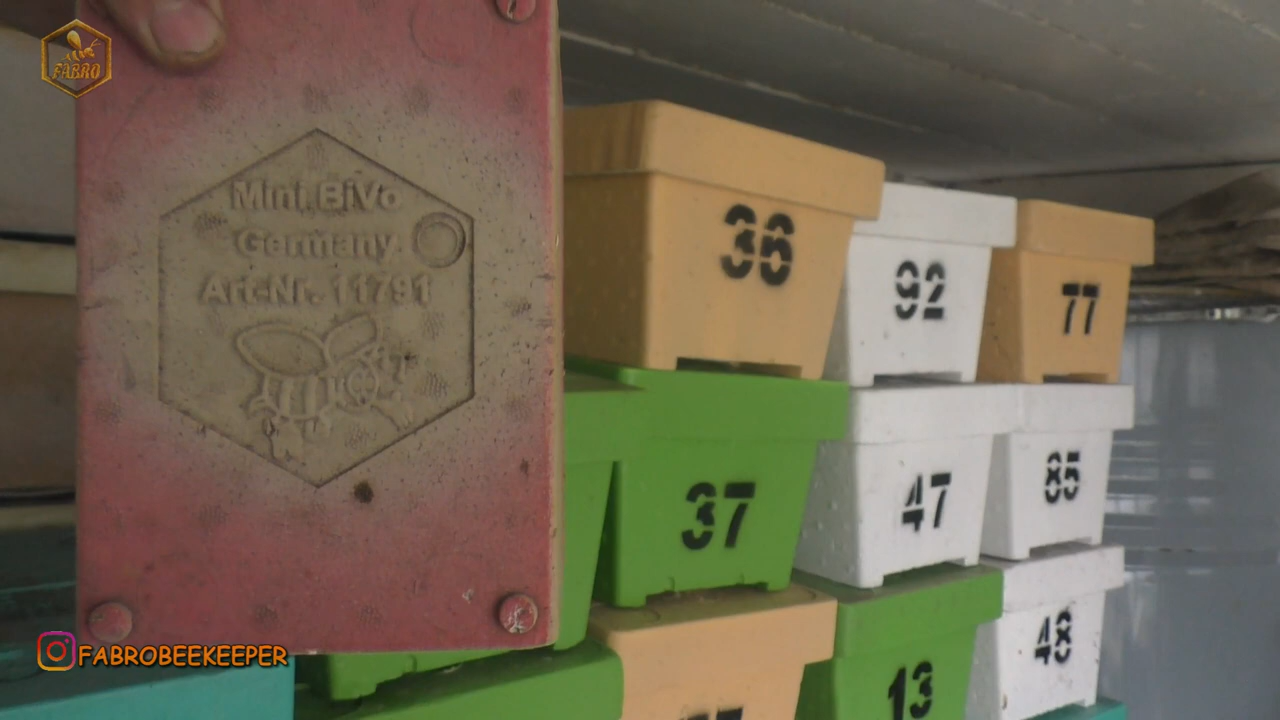 FABRO
Mini BiVo
Germany
Art-Nr. 11791
36
92
77
37
47
85
48
13
FABROBEEKEEPER